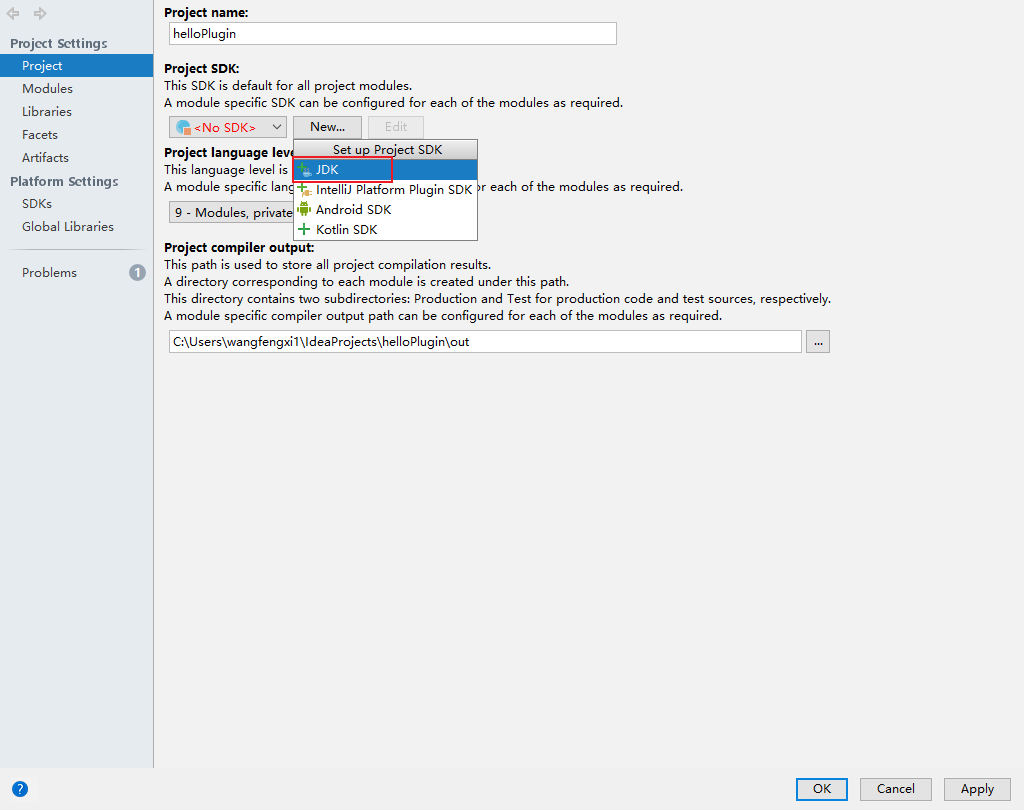 Project Settings
Project
Modules
Libraries
Facets
Artifacts
Platform Settings
SDKs
Global Libraries
Problems
1
Project name:
helloPlugin
Project SDK:
This SDK is default for all project modules.
A module specific SDK can be configured for each of the modules as required.
<No SDK>
New...
Edit
Set up Project SDK
JDK
IntelliJ Platform Plugin SDK
Android SDK
Kotlin SDK
Project language leve
This language level is
A module specific lang
or each of the modules as required.
9 - Modules, private
Project compiler output:
This path is used to store all project compilation results.
A directory corresponding to each module is created under this path.
This directory contains two subdirectories: Production and Test for production code and test sources, respectively.
A module specific compiler output path can be configured for each of the modules as required.
C:\Users\wangfengxi1\IdeaProjects\helloPlugin\out
...
?
OK
Cancel
Apply